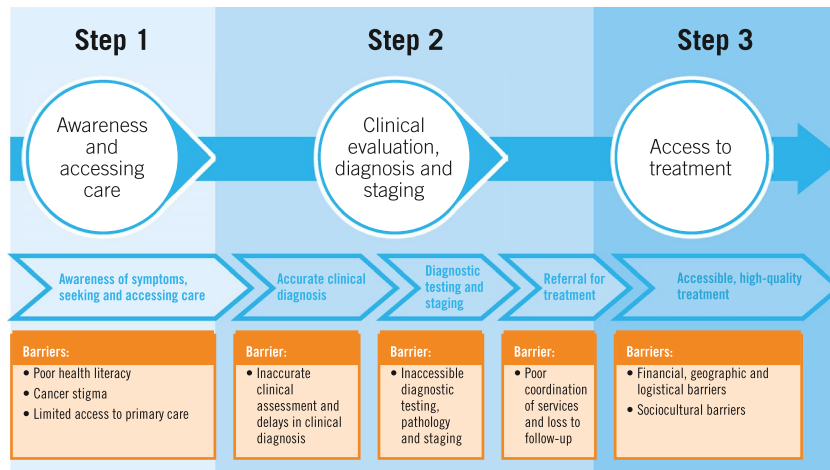 Step 1
Step 2
Step 3
Awareness
and
accessing
care
Clinical
evaluation,
diagnosis and
staging
Access to
treatment
Awareness of symptoms,
seeking and accessing care
Accurate clinical
diagnosis
Diagnostic
testing and
staging
Referral for
treatment
Accessible, high-quality
treatment
Barriers:
• Poor health literacy
• Cancer stigma
• Limited access to primary care
Barrier:
• Inaccurate
clinical
assessment and
delays in clinical
diagnosis
Barrier:
• Inaccessible
diagnostic
testing,
pathology
and staging
Barrier:
• Poor
coordination
of services
and loss to
follow-up
Barriers:
• Financial, geographic and
logistical barriers
• Sociocultural barriers